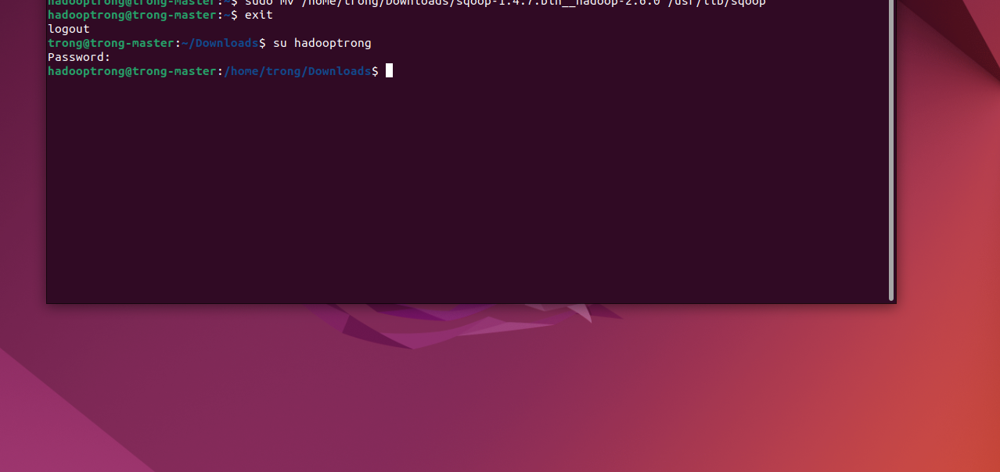 hadooptrong@trong-master:~$ sudo mv /home/trong/Downloads/sqoop-1.4.7.bin__hadoop-2.6.0 /usr/lib/sqoop
hadooptrong@trong-master:~$ exit
logout
trong@trong-master:~/Downloads$ su hadooptrong
Password:
hadooptrong@trong-master:/home/trong/Downloads$